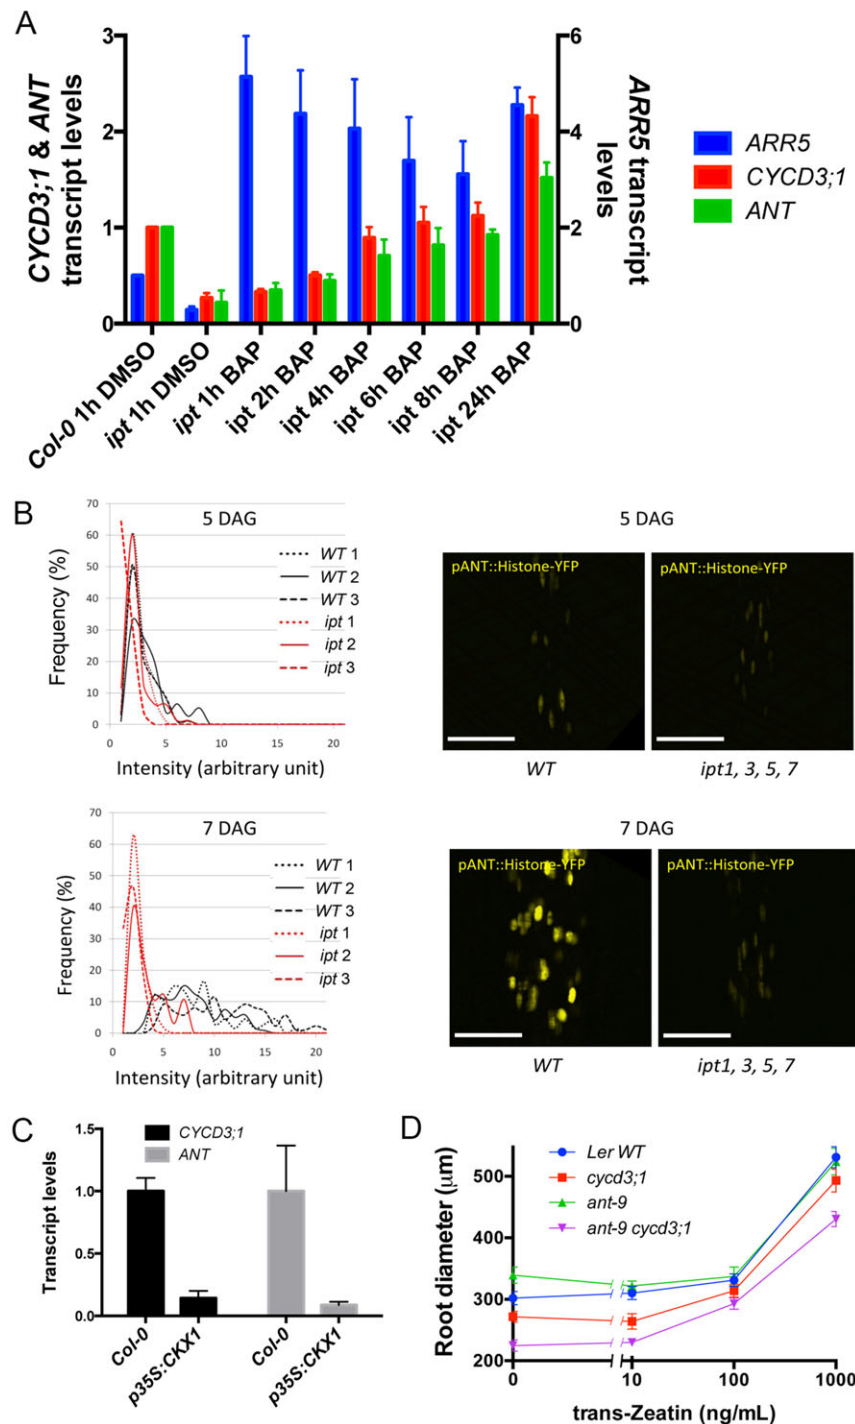 A
CYCD3;1 & ANT
transcript levels
3
2
1
0
6
4
2
0
ARR5 transcript
levels
ARR5
CYCD3;1
ANT
Col-0 1h DMSO
ipt 1h DMSO
ipt 1h BAP
ipt 2h BAP
ipt 4h BAP
ipt 6h BAP
ipt 8h BAP
ipt 24h BAP
B
5 DAG
Frequency (%)
70
60
50
40
30
20
10
0
0
5
10
15
20
Intensity (arbitrary unit)
WT 1
WT 2
WT 3
ipt 1
ipt 2
ipt 3
5 DAG
pANT::Histone-YFP
pANT::Histone-YFP
WT
ipt1, 3, 5, 7
7 DAG
Frequency (%)
70
60
50
40
30
20
10
0
0
5
10
15
20
Intensity (arbitrary unit)
WT 1
WT 2
WT 3
ipt 1
ipt 2
ipt 3
7 DAG
pANT::Histone-YFP
pANT::Histone-YFP
WT
ipt1, 3, 5, 7
C
Transcript levels
1.5
1.0
0.5
0.0
CYCD3;1
ANT
Col-0
p35S:CKX1
Col-0
p35S:CKX1
D
Root diameter (μm)
500
400
300
200
Ler WT
cycd3;1
ant-9
ant-9 cycd3;1
0
10
100
1000
trans-Zeatin (ng/mL)